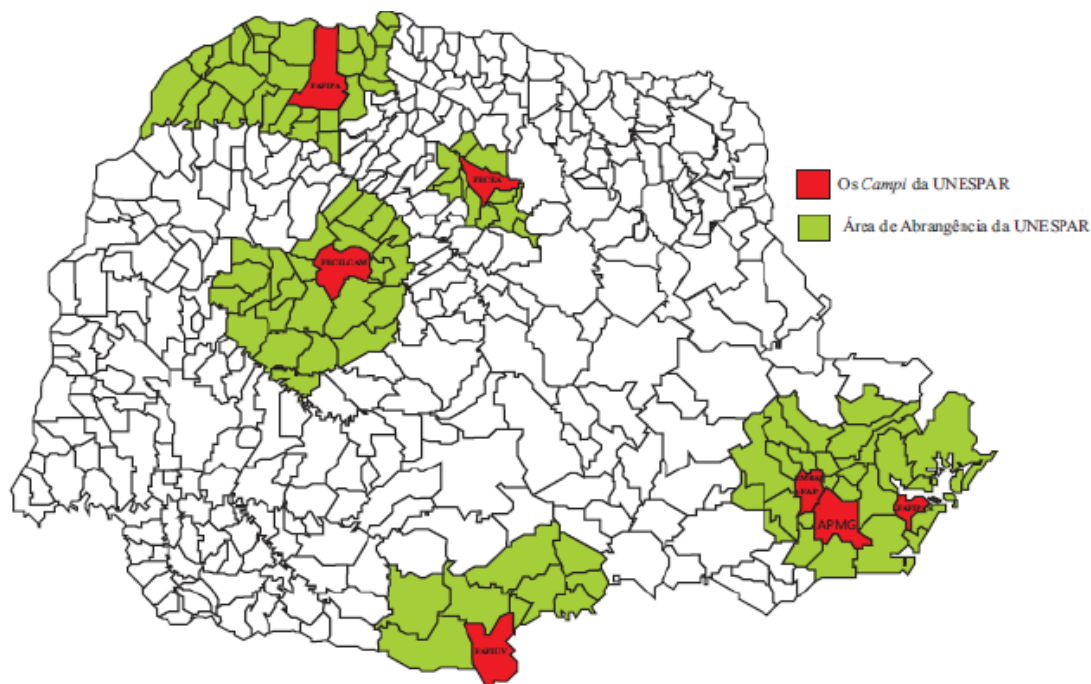 FAFIPA
FECEA
Os Campi da UNESPAR
Área de Abrangência da UNESPAR
FECILCAM
FAP
APMG
FAFIUV